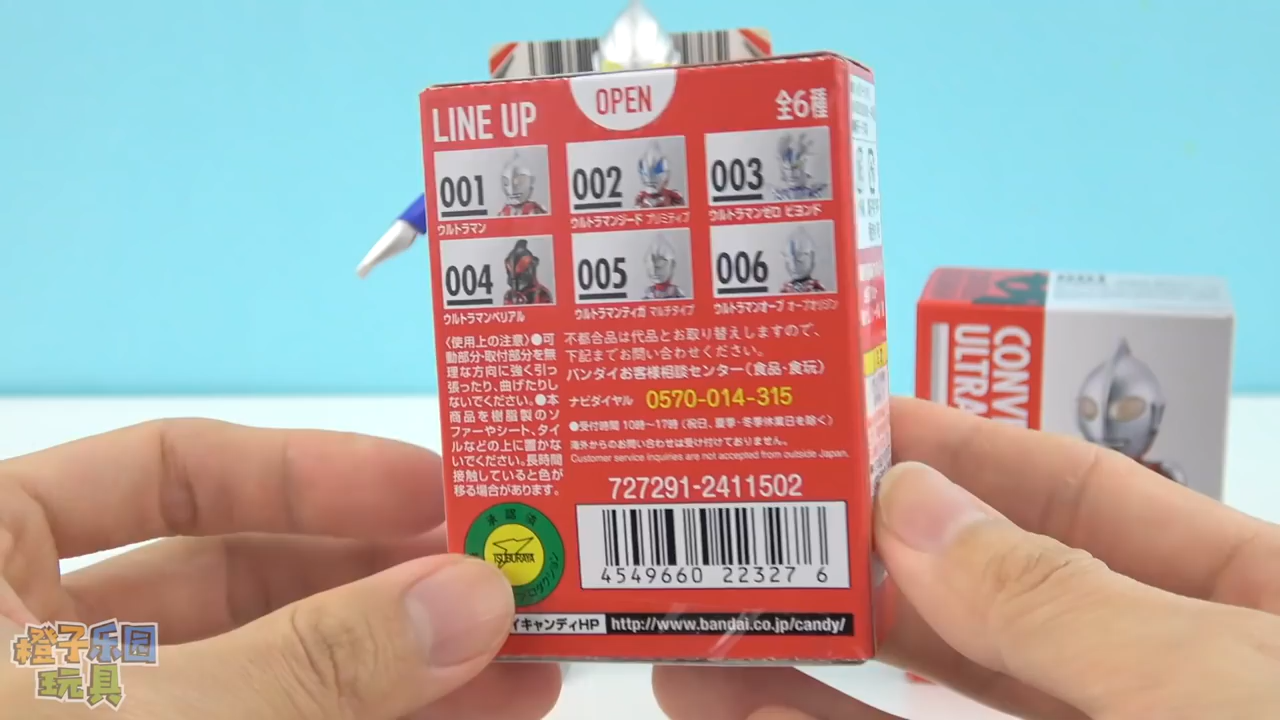 LINE UP
OPEN
全6種
001
ウルトラマン
002
ウルトラマンジード プリミティブ
003
ウルトラマンゼロ ビヨンド
004
ウルトラマンベリアル
005
ウルトラマンティガ マルチタイプ
006
ウルトラマンオーブ オーブオリジン
〈使用上の注意〉●可
動部分・取付部分を無
理な方向に強く引っ
張ったり、曲げたりし
ないでください。●本
商品を樹脂製のソ
ファーやシート、タイ
ルなどの上に置かな
いでください。長時間
接触していると色が
移る場合があります。
不都合品は代品とお取り替えしますので、
下記までお問い合わせください。
バンダイお客様相談センター(食品・食玩)
ナビダイヤル 0570-014-315
●受付時間 10時~17時(祝日、夏季・冬季休業日を除く)
海外からのお問い合わせは受け付けておりません。
Customer service inquiries are not accepted from outside Japan.
727291-2411502
4549660 22327 6
承認済
TSUBURAYA
イキャンディHP http://www.bandai.co.jp/candy/
CONV
ULTRA
001
橙子乐园
玩具